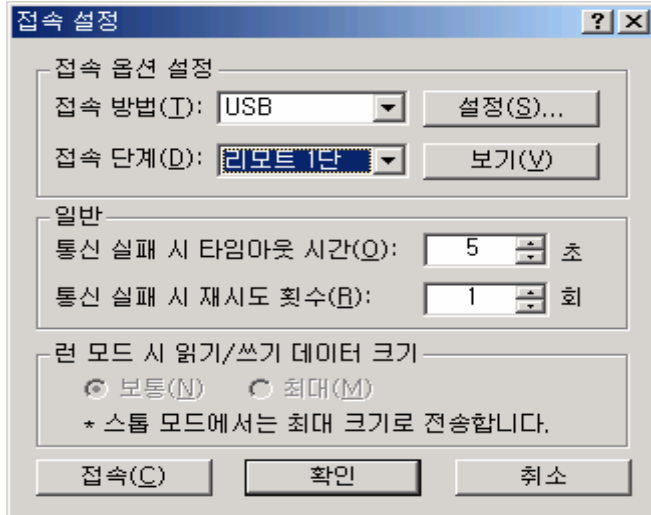 접속 설정
접속 옵션 설정
접속 방법(T): USB 설정(S)...
접속 단계(D): 리모트 1단 보기(V)
일반
통신 실패 시 타임아웃 시간(O): 5 초
통신 실패 시 재시도 횟수(R): 1 회
런 모드 시 읽기/쓰기 데이터 크기
보통(N) 최대(M)
* 스톱 모드에서는 최대 크기로 전송합니다.
접속(C) 확인 취소